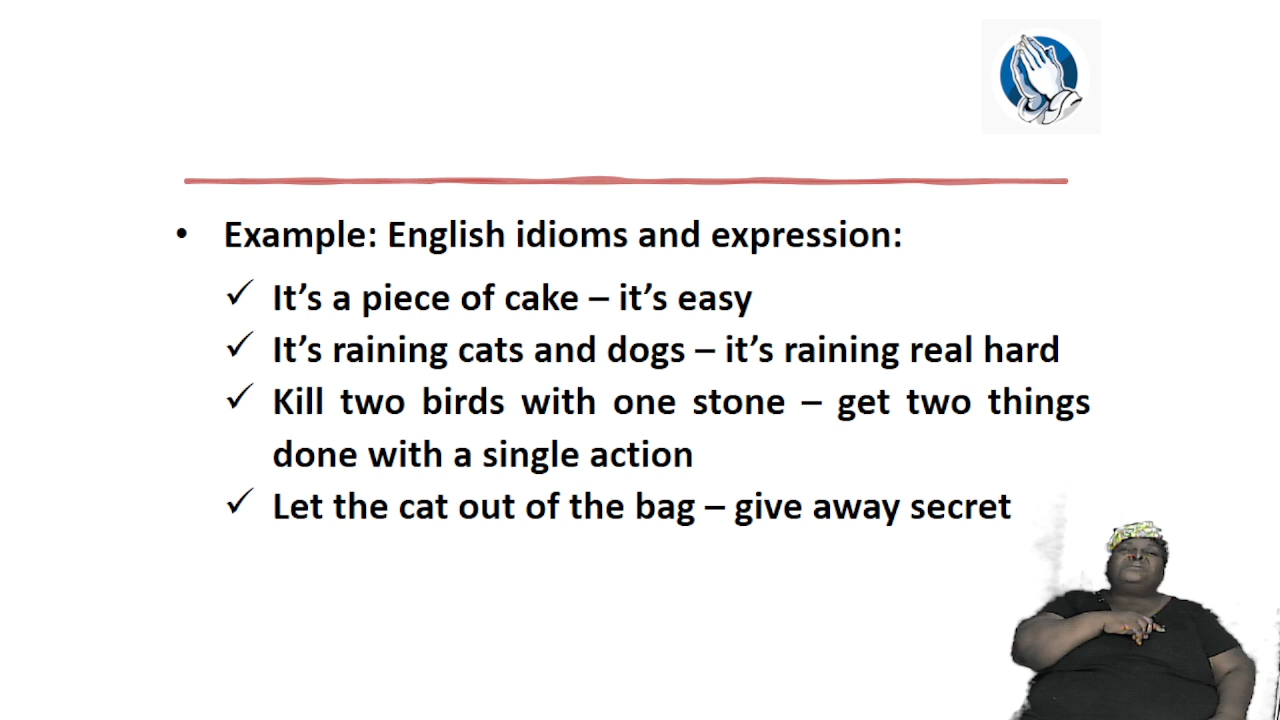 • Example: English idioms and expression:
✓ It’s a piece of cake – it’s easy
✓ It’s raining cats and dogs – it’s raining real hard
✓ Kill two birds with one stone – get two things
done with a single action
✓ Let the cat out of the bag – give away secret